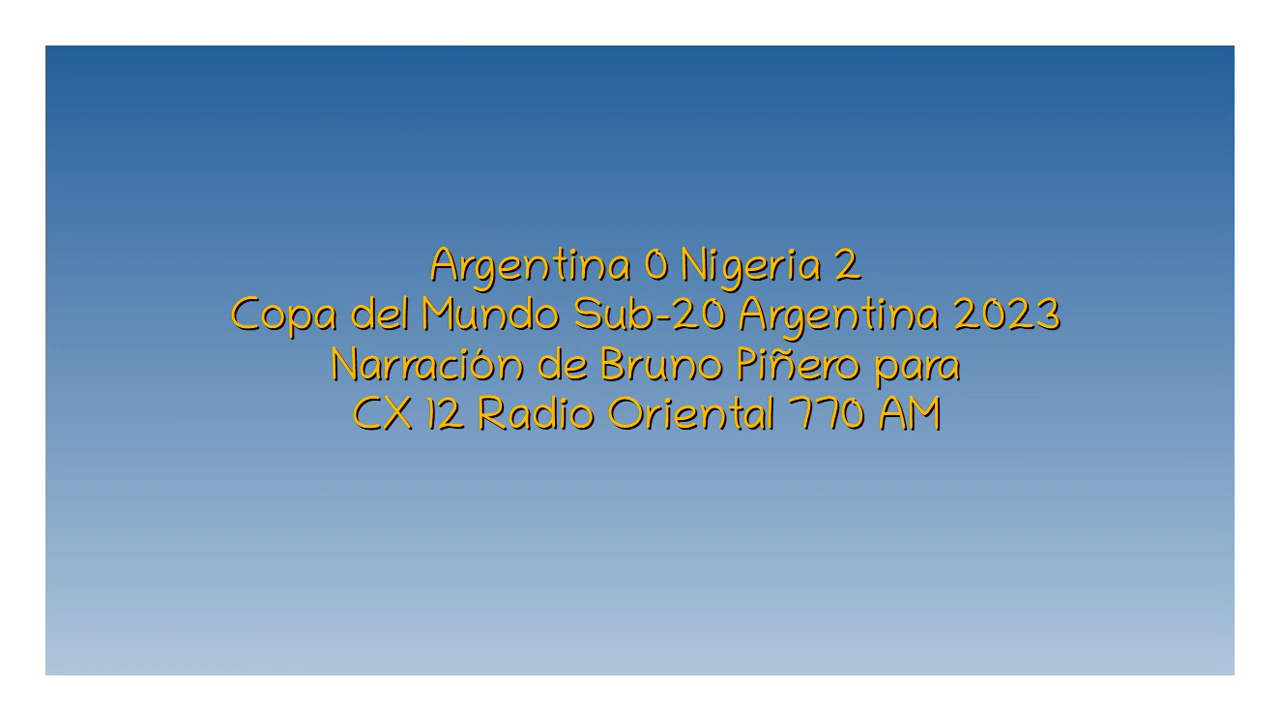 Argentina 0 Nigeria 2
Copa del Mundo Sub-20 Argentina 2023
Narración de Bruno Piñero para
CX 12 Radio Oriental 770 AM